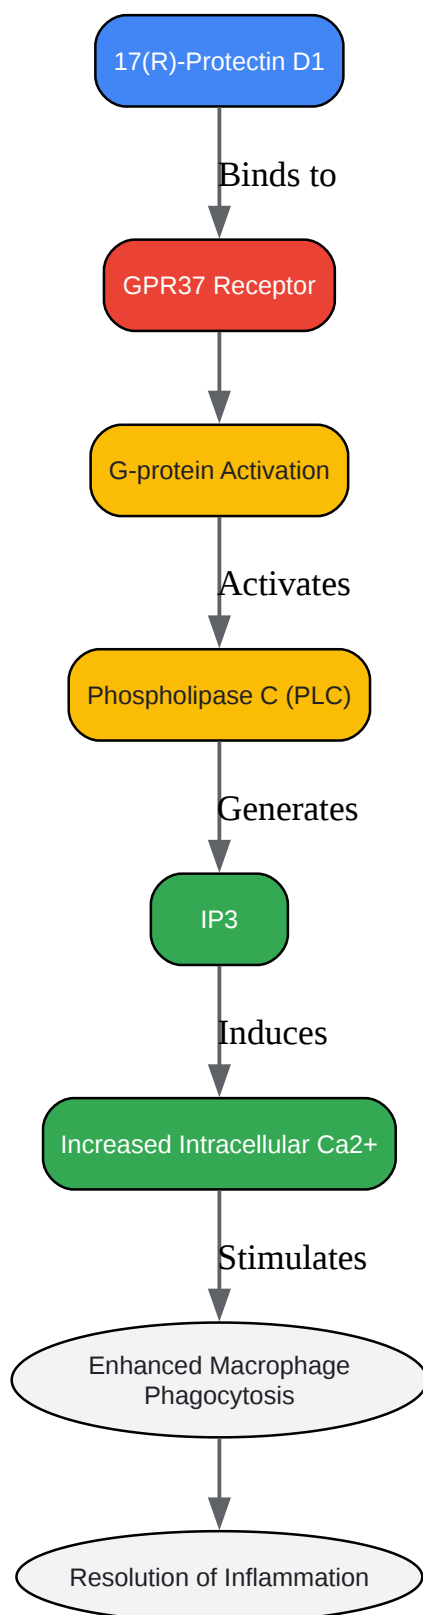 17(R)-Protectin D1
Binds to
GPR37 Receptor
G-protein Activation
Activates
Phospholipase C (PLC)
Generates
IP3
Induces
Increased Intracellular Ca2+
Stimulates
Enhanced Macrophage
Phagocytosis
Resolution of Inflammation